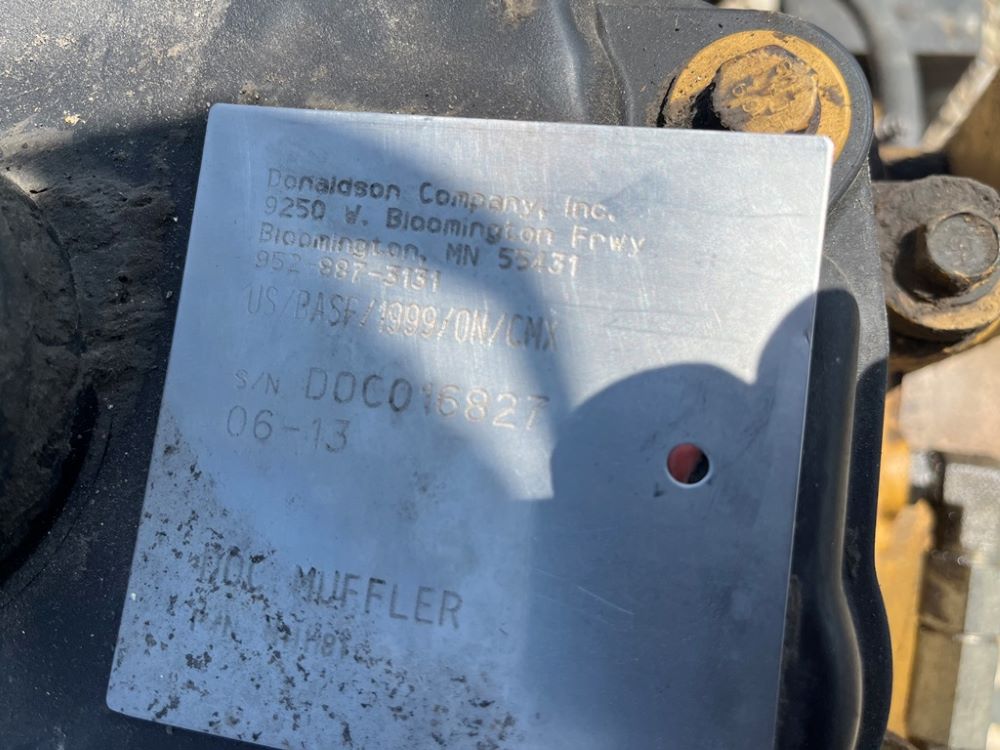 Donaldson Company, Inc.
9250 W. Bloomington Frwy
Bloomington, MN 55431
952-887-3131
US/BASF/1999/ON/CMX
S/N DOC016827
06-13
DOC MUFFLER
P/N